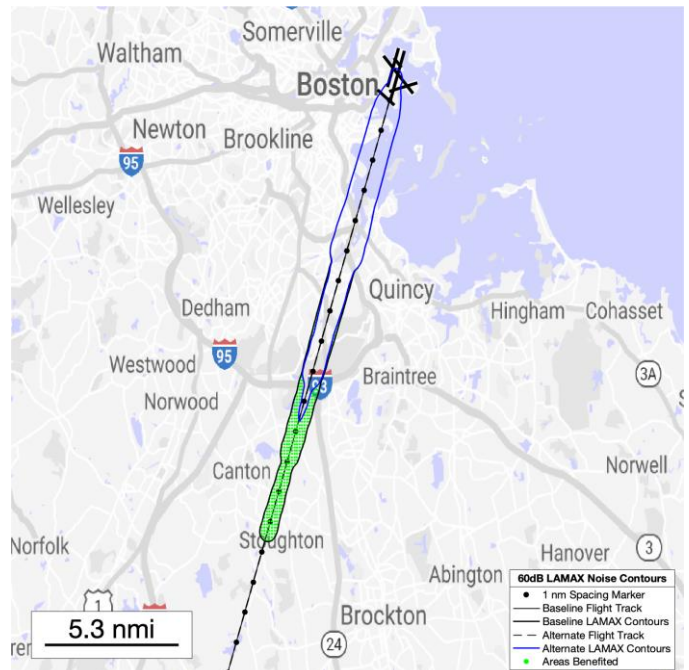 Somerville
Waltham
Boston
Newton
Brookline
95
Wellesley
Quincy
Hingham
Cohasset
Dedham
95
Westwood
93
Braintree
3A
Norwood
Canton
Norwell
Stoughton
Norfolk
Hanover
3
Abington
1
Brockton
24
5.3 nmi
60dB LAMAX Noise Contours
1 nm Spacing Marker
Baseline Flight Track
Baseline LAMAX Contours
Alternate Flight Track
Alternate LAMAX Contours
Areas Benefited